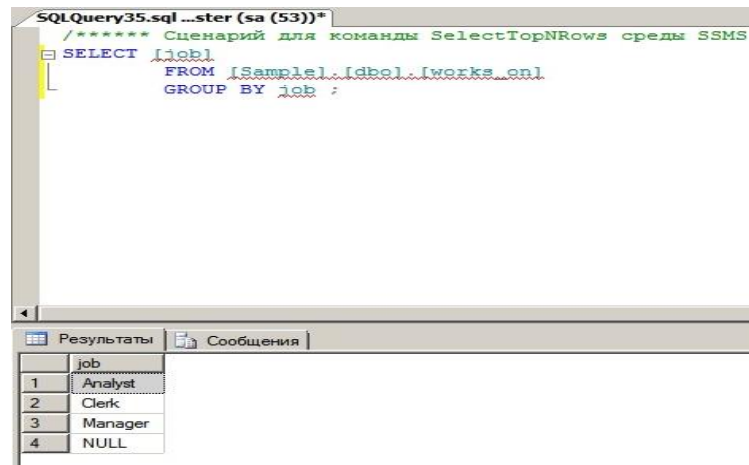 SQLQuery35.sql ...ster (sa (53))*
/****** Сценарий для команды SelectTopNRows среды SSMS
SELECT [job]
FROM [Sample].[dbo].[works_on]
GROUP BY job ;
Результаты Сообщения
job
1 Analyst
2 Clerk
3 Manager
4 NULL